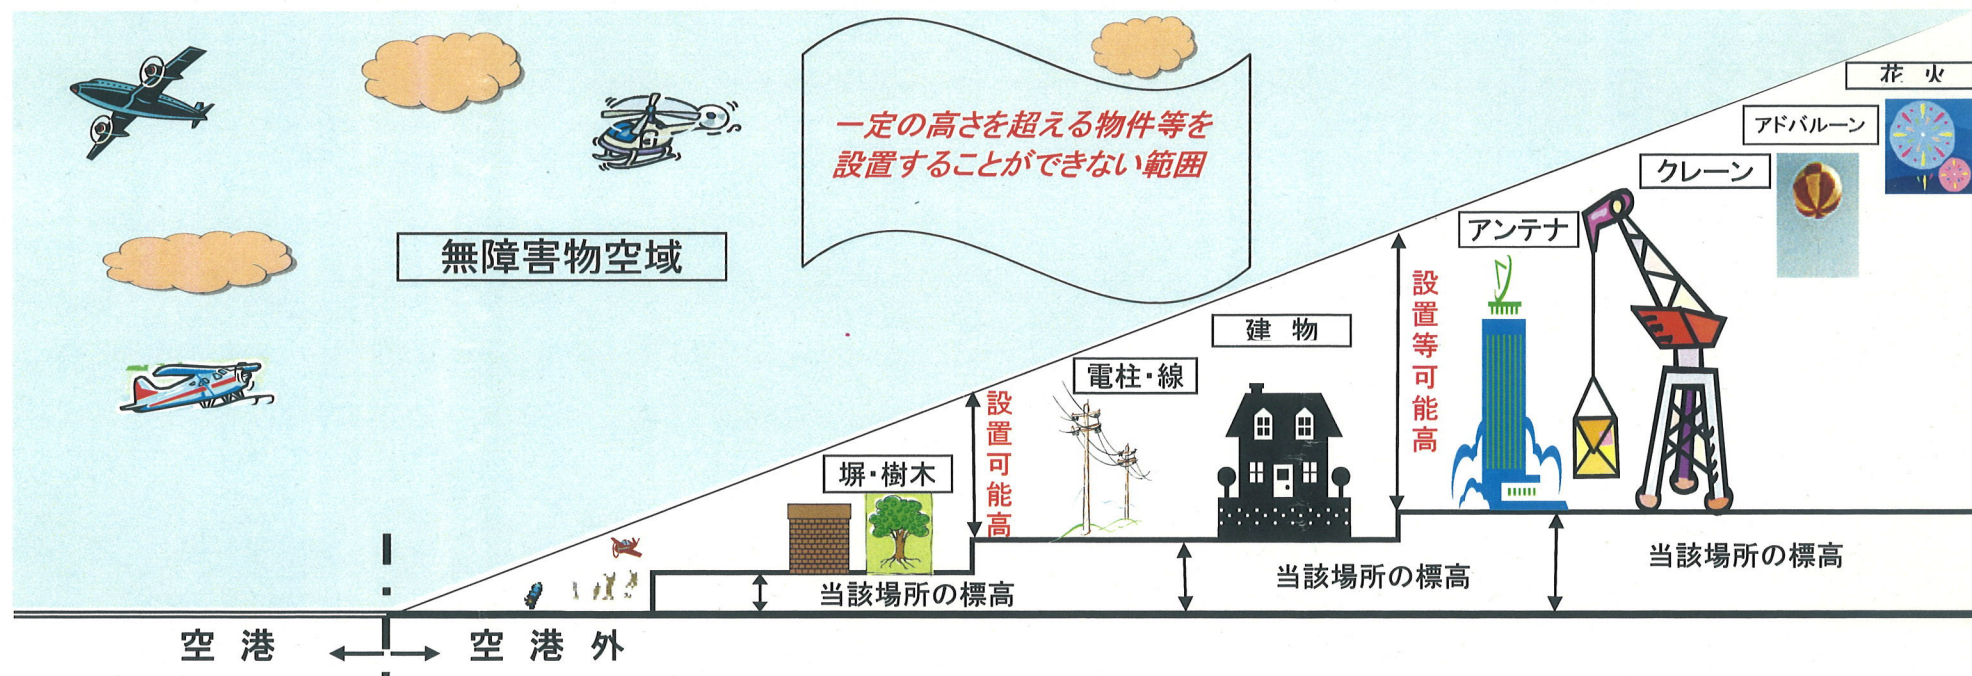 一定の高さを超える物件等を
設置することができない範囲
無障害物空域
花 火
アドバルーン
クレーン
アンテナ
建 物
電柱・線
塀・樹木
設置可能高
設置等可能高
当該場所の標高
当該場所の標高
当該場所の標高
空 港
空 港 外